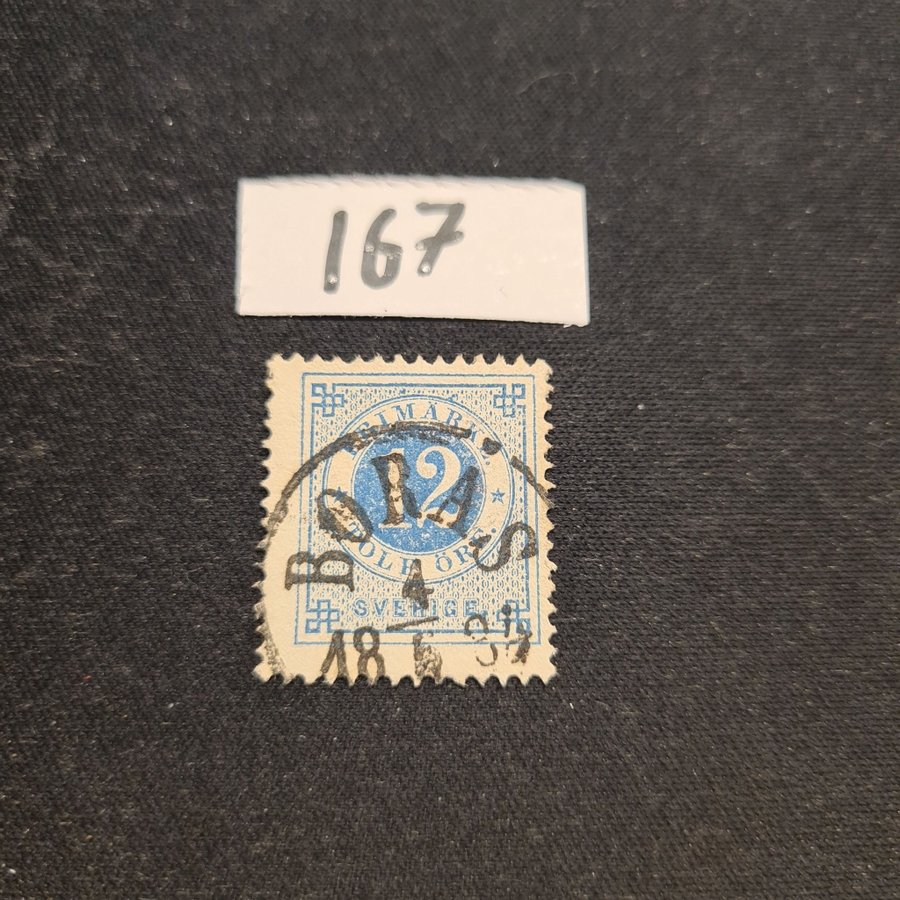 167
FRIMÄRKE
12
TOLF ÖRE.
SVERIGE.
BORÅS
4
18